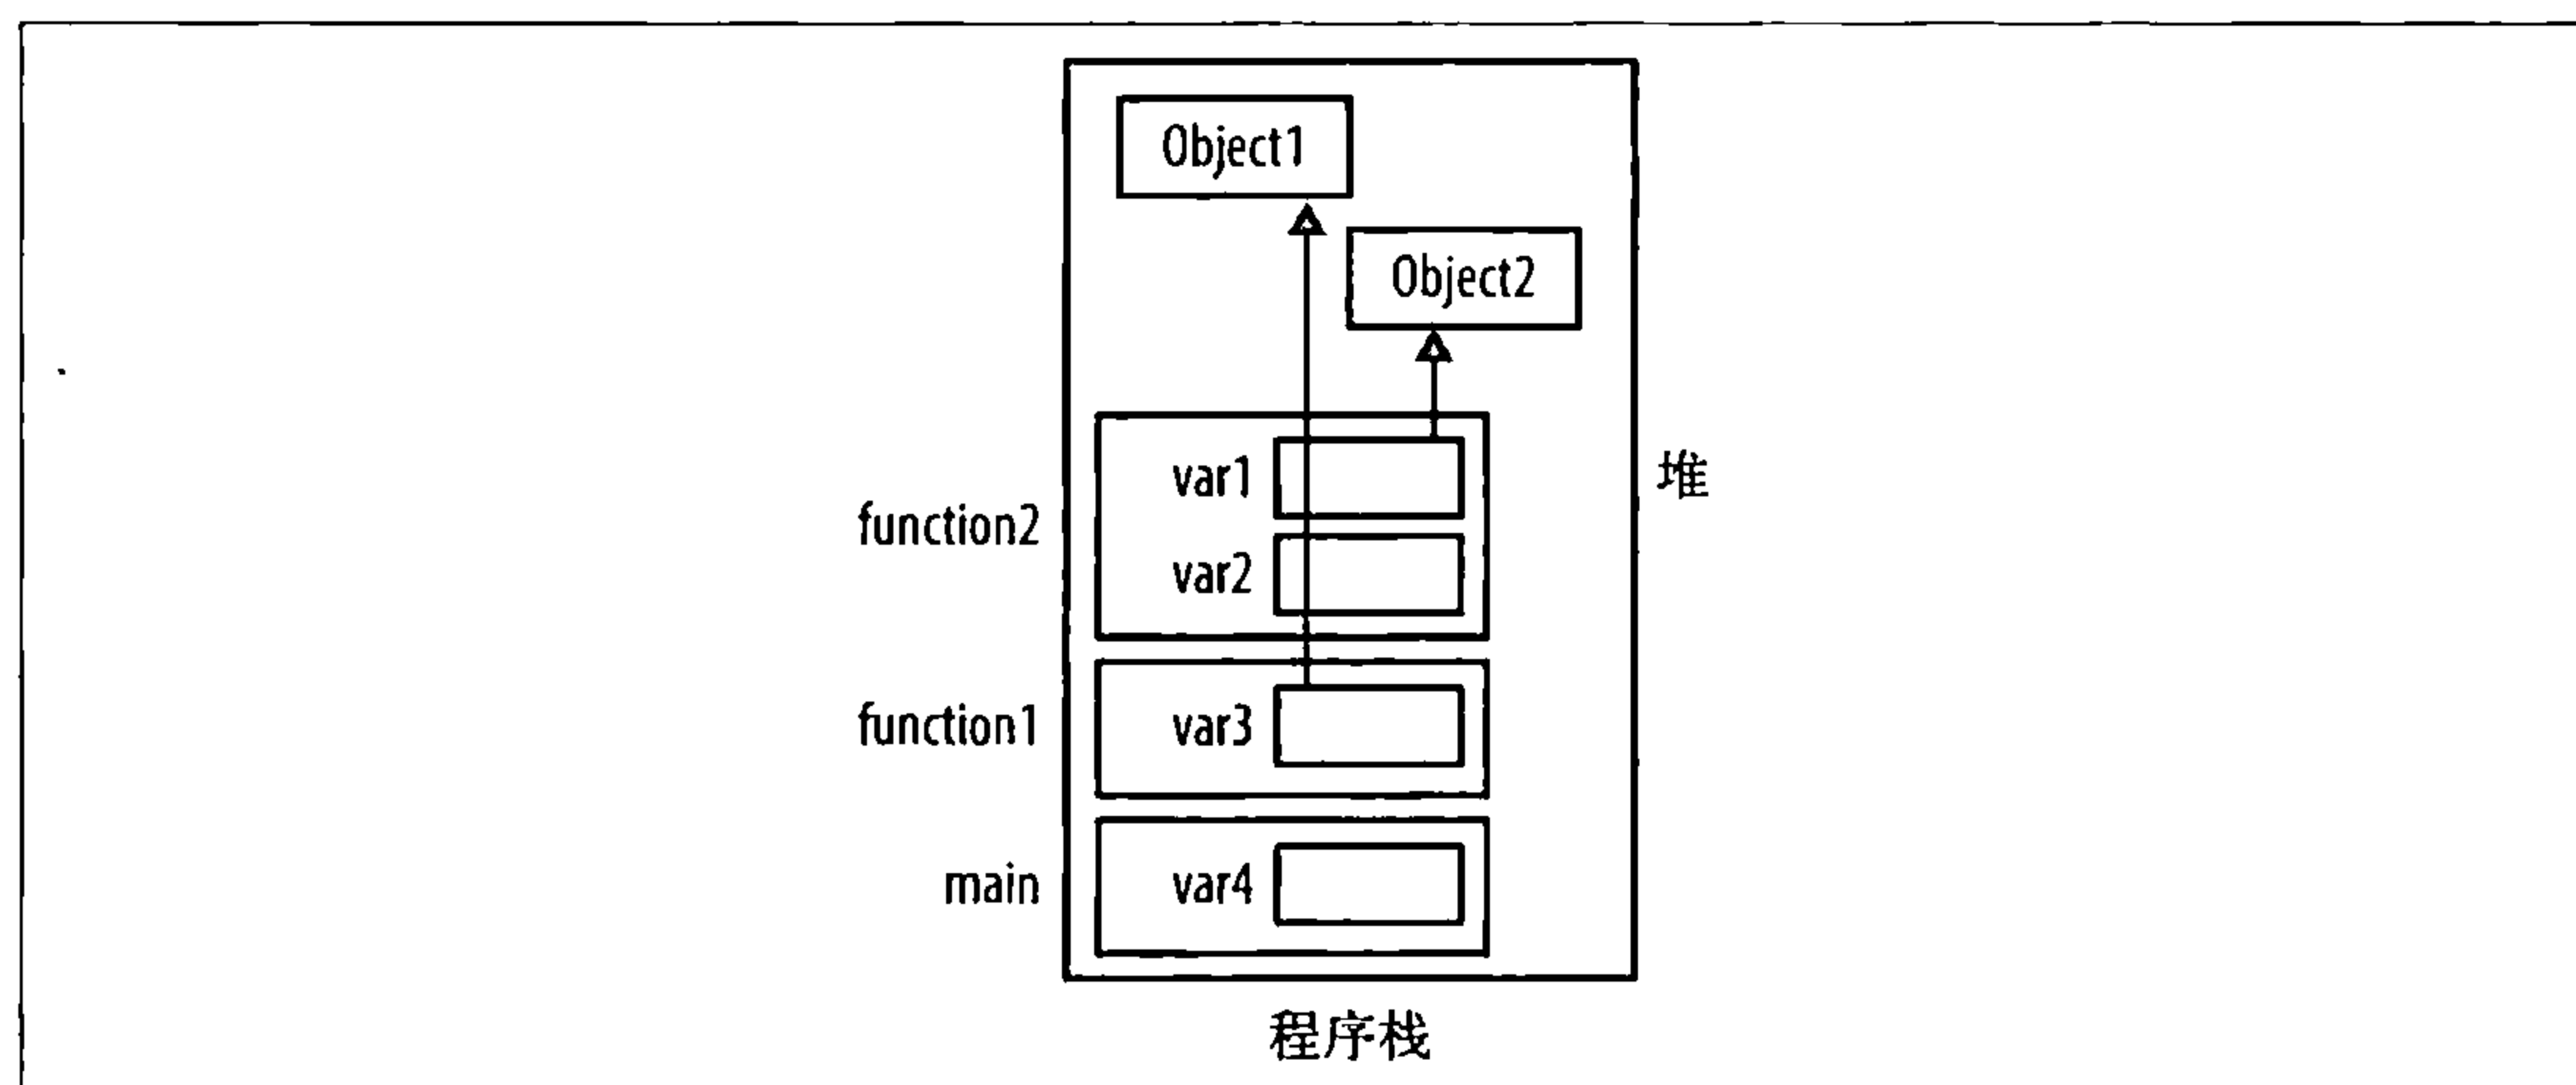 Object1
Object2
var1
堆
function2
var2
function1
var3
main
var4
程序栈